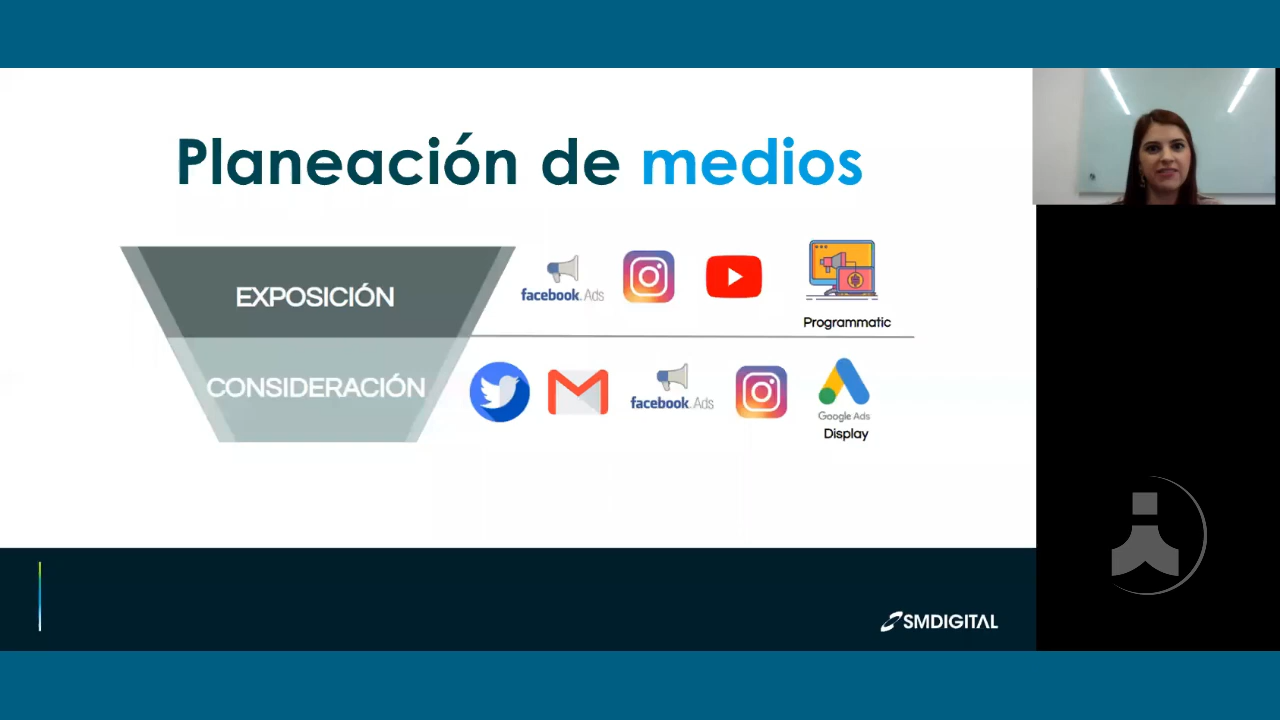 Planeación de medios
EXPOSICIÓN
facebook.Ads
Programmatic
CONSIDERACIÓN
facebook.Ads
Google Ads
Display
SMDIGITAL